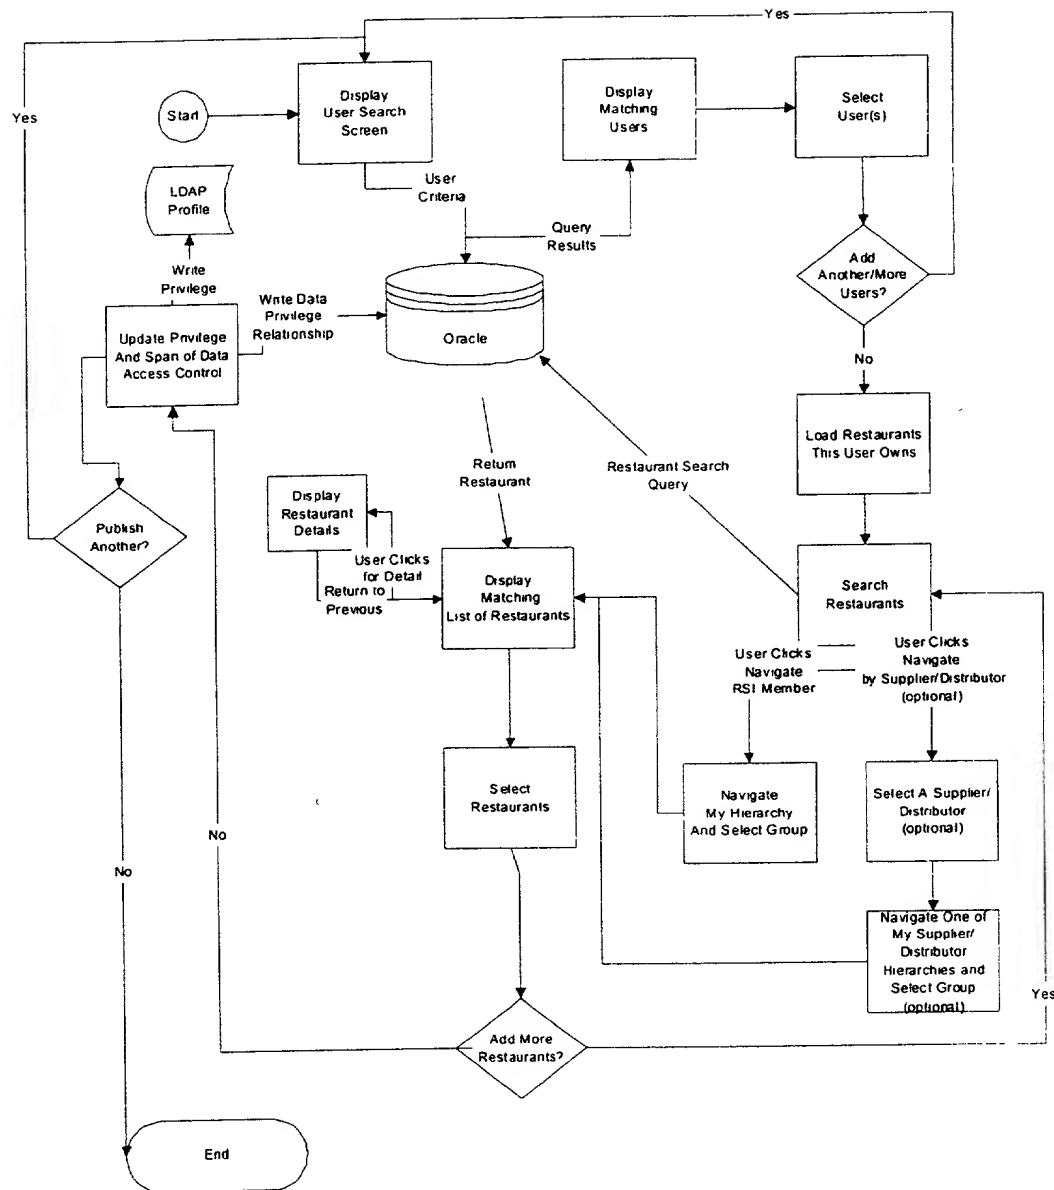 Yes
Yes
Start
Display
User Search
Screen
Display
Matching
Users
Select
User(s)
LDAP
Profile
User
Criteria
Query
Results
Write
Privilege
Add
Another/More
Users?
Write Data
Privilege
Relationship
Update Privilege
And Span of Data
Access Control
Oracle
No
Load Restaurants
This User Owns
Return
Restaurant
Restaurant Search
Query
Display
Restaurant
Details
Publish
Another?
User Clicks
for Detail
Return to
Previous
Display
Matching
List of Restaurants
Search
Restaurants
User Clicks
Navigate
RSI Member
User Clicks
Navigate
by Supplier/Distributor
(optional)
Select
Restaurants
Navigate
My Hierarchy
And Select Group
Select A Supplier/
Distributor
(optional)
No
No
Navigate One of
My Supplier/
Distributor
Hierarchies and
Select Group
(optional)
Yes
Add More
Restaurants?
End